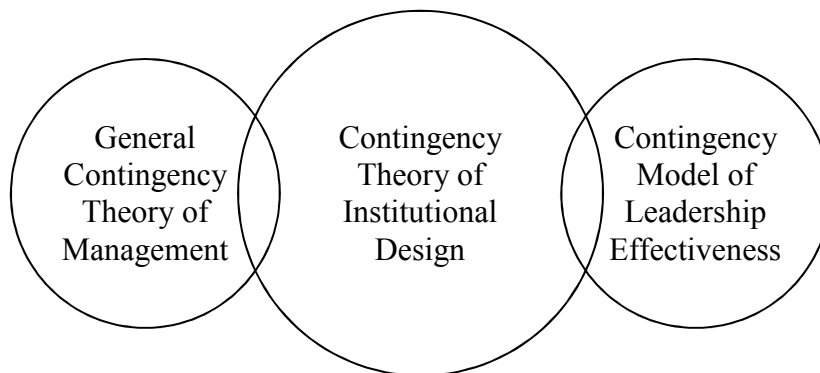 General
Contingency
Theory of
Management
Contingency
Theory of
Institutional
Design
Contingency
Model of
Leadership
Effectiveness